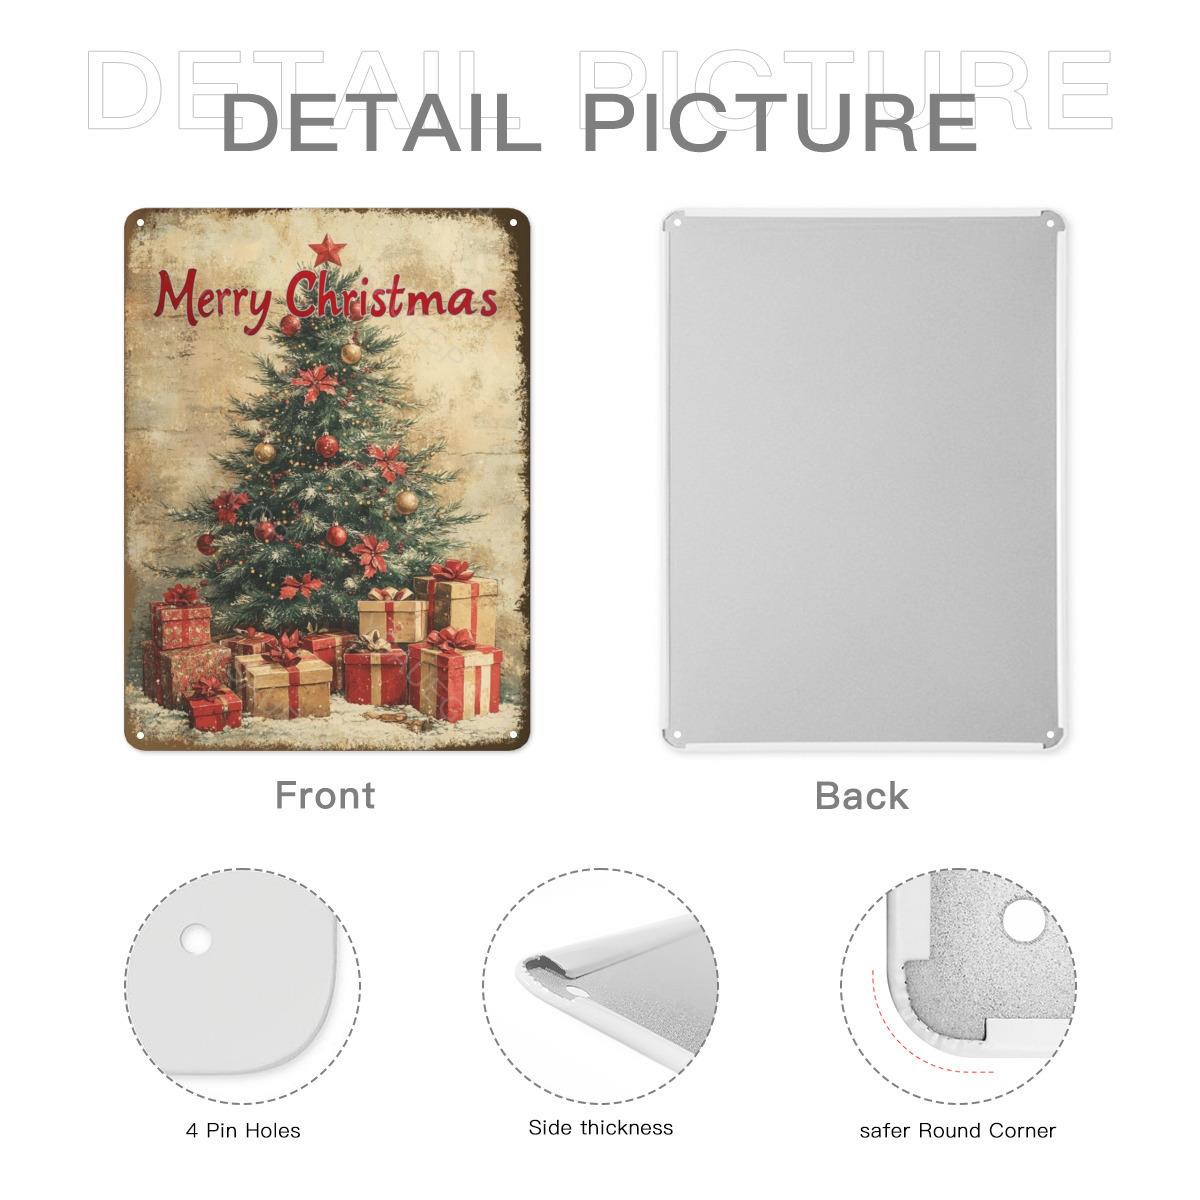 DETAIL PICTURE
DETAIL PICTURE
Merry Christmas
Front
Back
4 Pin Holes
Side thickness
safer Round Corner